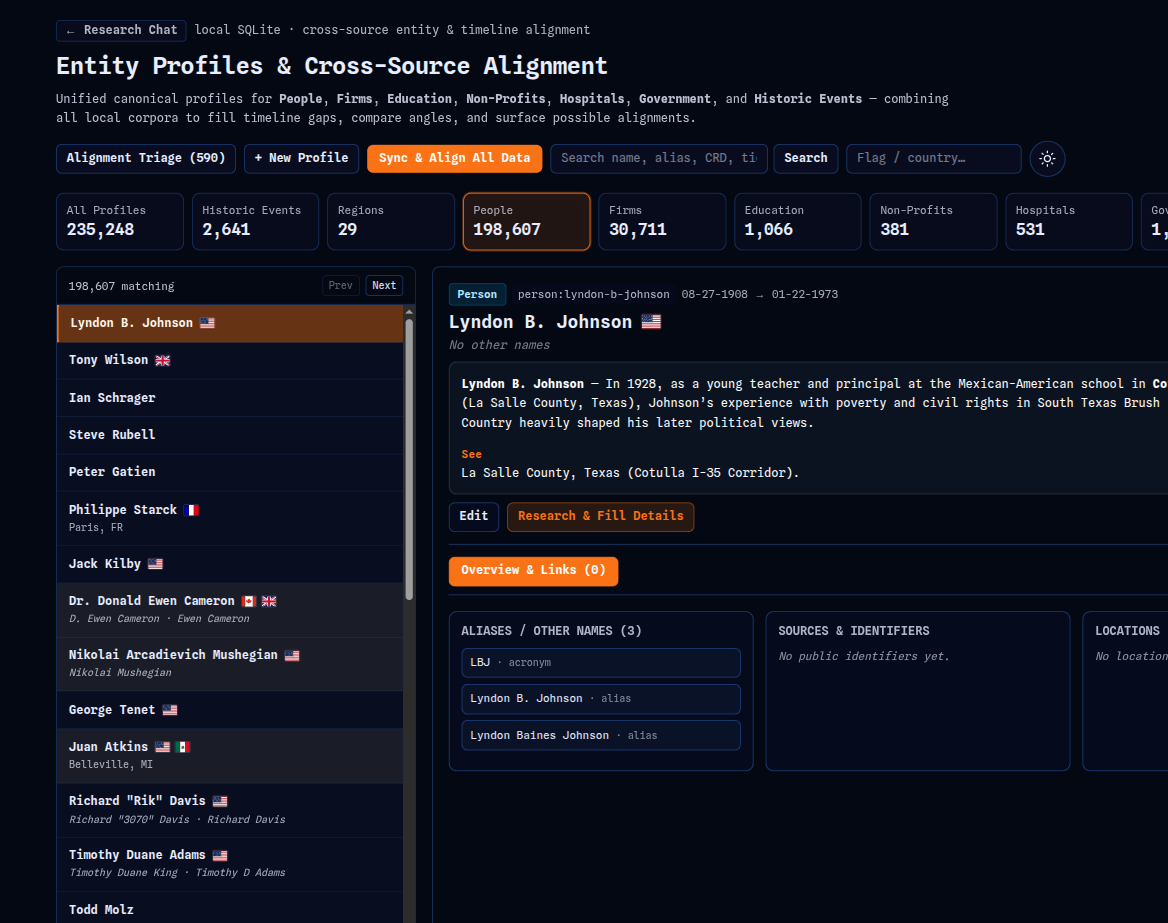 ← Research Chat local SQLite · cross-source entity & timeline alignment
Entity Profiles & Cross-Source Alignment
Unified canonical profiles for People, Firms, Education, Non-Profits, Hospitals, Government, and Historic Events — combining
all local corpora to fill timeline gaps, compare angles, and surface possible alignments.
Alignment Triage (590) + New Profile Sync & Align All Data Search name, alias, CRD, ti Search Flag / country…
All Profiles Historic Events Regions People Firms Education Non-Profits Hospitals Gov
235,248 2,641 29 198,607 30,711 1,066 381 531 1,
198,607 matching Prev Next
Lyndon B. Johnson
Tony Wilson
Ian Schrager
Steve Rubell
Peter Gatien
Philippe Starck
Paris, FR
Jack Kilby
Dr. Donald Ewen Cameron
D. Ewen Cameron · Ewen Cameron
Nikolai Arcadievich Mushegian
Nikolai Mushegian
George Tenet
Juan Atkins
Belleville, MI
Richard "Rik" Davis
Richard "3070" Davis · Richard Davis
Timothy Duane Adams
Timothy Duane King · Timothy D Adams
Todd Molz
Person person:lyndon-b-johnson 08-27-1908 → 01-22-1973
Lyndon B. Johnson
No other names
Lyndon B. Johnson — In 1928, as a young teacher and principal at the Mexican-American school in Co
(La Salle County, Texas), Johnson’s experience with poverty and civil rights in South Texas Brush
Country heavily shaped his later political views.
See
La Salle County, Texas (Cotulla I-35 Corridor).
Edit Research & Fill Details
Overview & Links (0)
ALIASES / OTHER NAMES (3)
LBJ · acronym
Lyndon B. Johnson · alias
Lyndon Baines Johnson · alias
SOURCES & IDENTIFIERS
No public identifiers yet.
LOCATIONS
No location